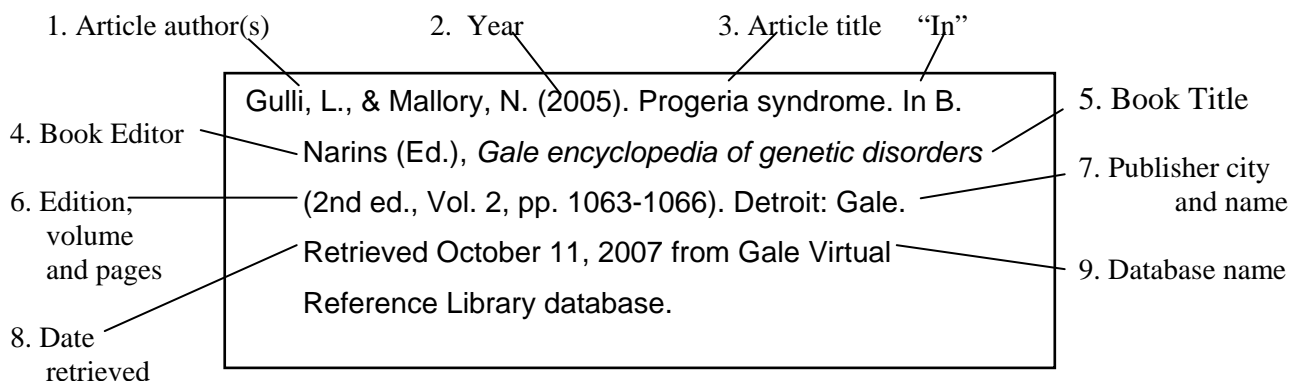 1. Article author(s)
2. Year
3. Article title
“In”
Gulli, L., & Mallory, N. (2005). Progeria syndrome. In B.
Narins (Ed.), Gale encyclopedia of genetic disorders
(2nd ed., Vol. 2, pp. 1063-1066). Detroit: Gale.
Retrieved October 11, 2007 from Gale Virtual
Reference Library database.
4. Book Editor
6. Edition,
volume
and pages
8. Date
retrieved
5. Book Title
7. Publisher city
and name
9. Database name